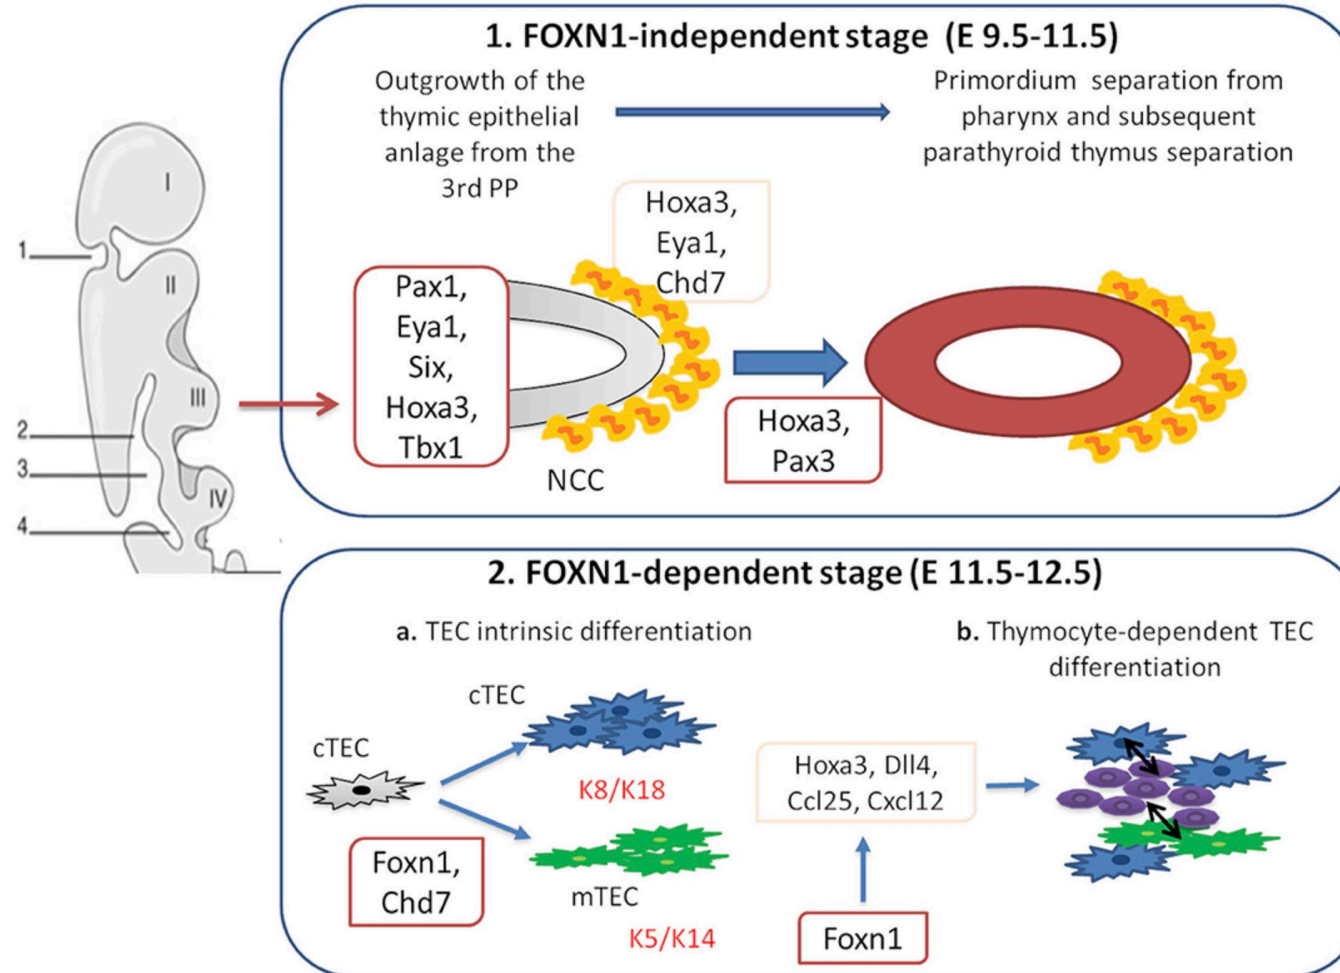 1. FOXN1-independent stage (E 9.5-11.5)
Outgrowth of the
thymic epithelial
anlage from the
3rd PP
Primordium separation from
pharynx and subsequent
parathyroid thymus separation
I
II
III
IV
1
2
3
4
Pax1,
Eya1,
Six,
Hoxa3,
Tbx1
Hoxa3,
Eya1,
Chd7
NCC
Hoxa3,
Pax3
2. FOXN1-dependent stage (E 11.5-12.5)
a. TEC intrinsic differentiation
cTEC
cTEC
K8/K18
Foxn1,
Chd7
mTEC
K5/K14
b. Thymocyte-dependent TEC
differentiation
Hoxa3, Dll4,
Ccl25, Cxcl12
Foxn1